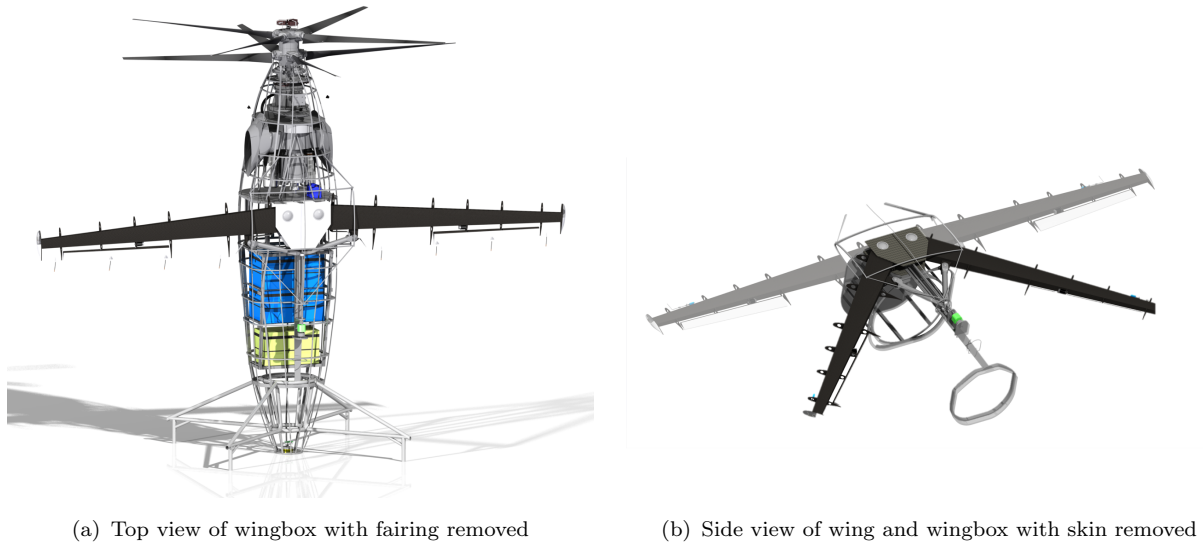 (a) Top view of wingbox with fairing removed
(b) Side view of wing and wingbox with skin removed